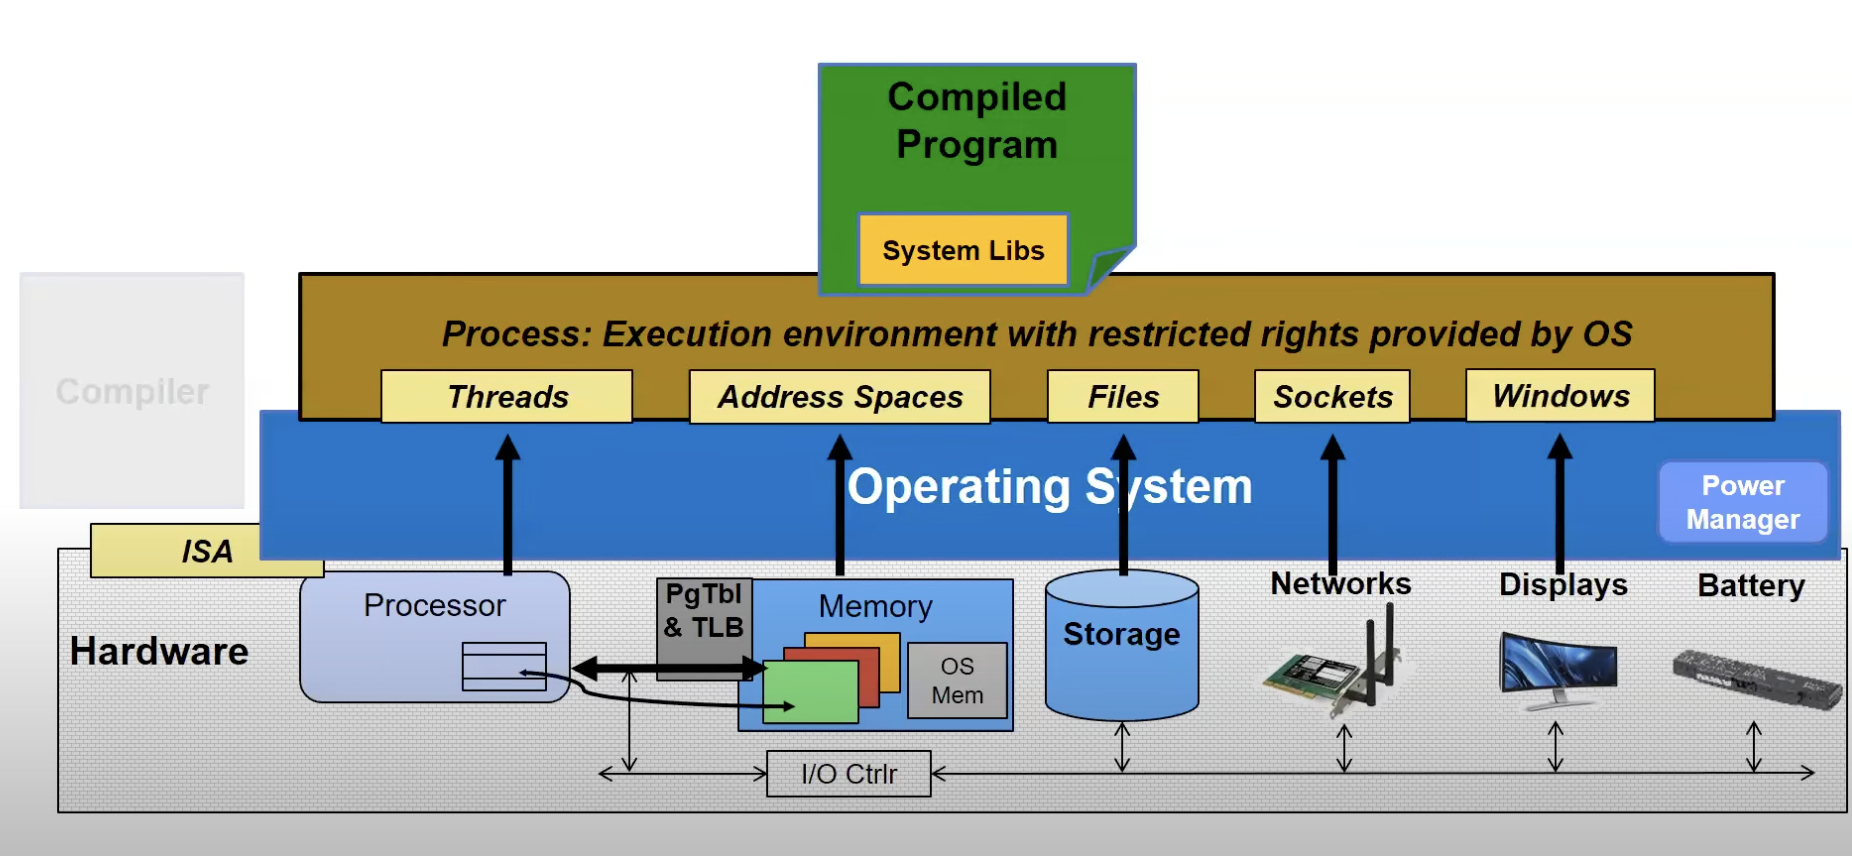 Compiled
Program
System Libs
Compiler
Process: Execution environment with restricted rights provided by OS
Threads
Address Spaces
Files
Sockets
Windows
Operating System
Power
Manager
ISA
Hardware
Processor
PgTbl
& TLB
Memory
OS
Mem
Storage
Networks
Displays
Battery
I/O Ctrlr